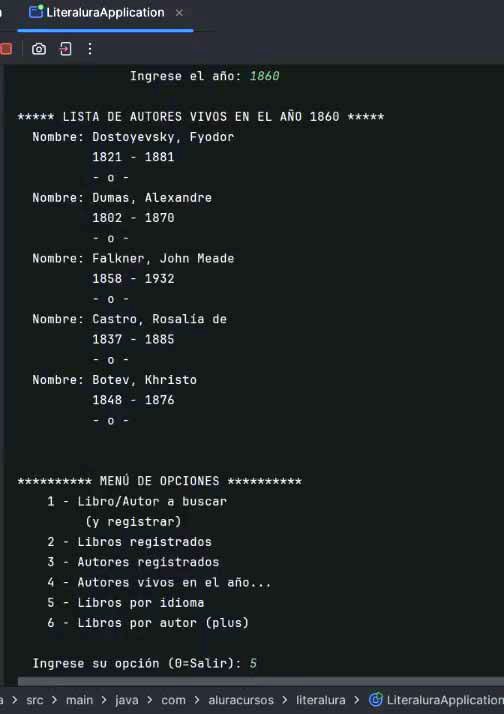 LiteraluraApplication
Ingrese el año: 1860
***** LISTA DE AUTORES VIVOS EN EL AÑO 1860 *****
Nombre: Dostoyevsky, Fyodor
1821 - 1881
- o -
Nombre: Dumas, Alexandre
1802 - 1870
- o -
Nombre: Falkner, John Meade
1858 - 1932
- o -
Nombre: Castro, Rosalía de
1837 - 1885
- o -
Nombre: Botev, Khristo
1848 - 1876
- o -
********** MENÚ DE OPCIONES **********
1 - Libro/Autor a buscar
(y registrar)
2 - Libros registrados
3 - Autores registrados
4 - Autores vivos en el año...
5 - Libros por idioma
6 - Libros por autor (plus)
Ingrese su opción (0=Salir): 5
a > src > main > java > com > aluracursos > literalura > LiteraluraApplication